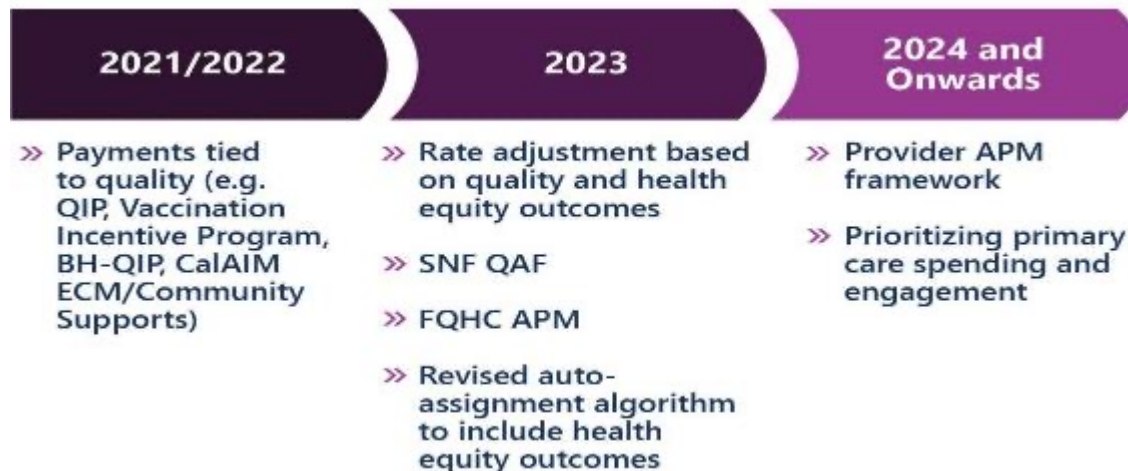 2021/2022
2023
2024 and
Onwards
» Payments tied
to quality (e.g.
QIP, Vaccination
Incentive Program,
BH-QIP, CalAIM
ECM/Community
Supports)
» Rate adjustment based
on quality and health
equity outcomes
» SNF QAF
» FQHC APM
» Revised auto-
assignment algorithm
to include health
equity outcomes
» Provider APM
framework
» Prioritizing primary
care spending and
engagement